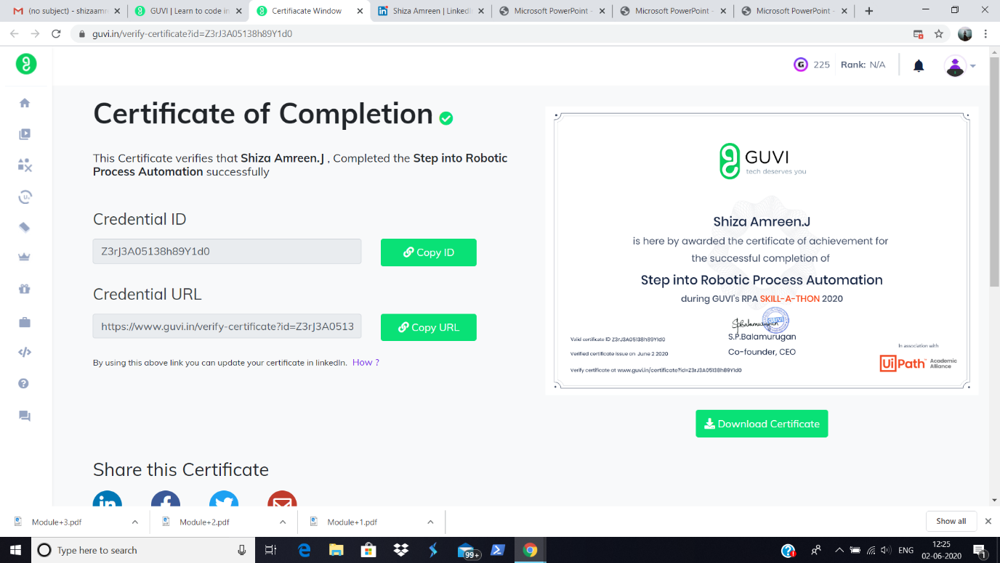 (no subject) - shizaamr
GUVI | Learn to code in
Certifiacate Window
Shiza Amreen | LinkedI
Microsoft PowerPoint -
Microsoft PowerPoint -
Microsoft PowerPoint -
guvi.in/verify-certificate?id=Z3rJ3A05138h89Y1d0
G 225 Rank: N/A
Certificate of Completion
This Certificate verifies that Shiza Amreen.J , Completed the Step into Robotic
Process Automation successfully
Credential ID
Z3rJ3A05138h89Y1d0
Copy ID
Credential URL
https://www.guvi.in/verify-certificate?id=Z3rJ3A0513
Copy URL
By using this above link you can update your certificate in linkedIn. How ?
GUVI
tech deserves you
Shiza Amreen.J
is here by awarded the certificate of achievement for
the successful completion of
Step into Robotic Process Automation
during GUVI's RPA SKILL-A-THON 2020
GUVI
S.P.Balamurugan
Co-founder, CEO
Valid certificate ID Z3rJ3A05138h89Y1d0
Verified certificate issue on June 2 2020
Verify certificate at www.guvi.in/certificate?id=Z3rJ3A05138h89Y1d0
In association with
UiPath™ Academic
Alliance
Download Certificate
Share this Certificate
in
Module+3.pdf
Module+2.pdf
Module+1.pdf
Show all
Type here to search
99+
ENG
12:25
02-06-2020
1